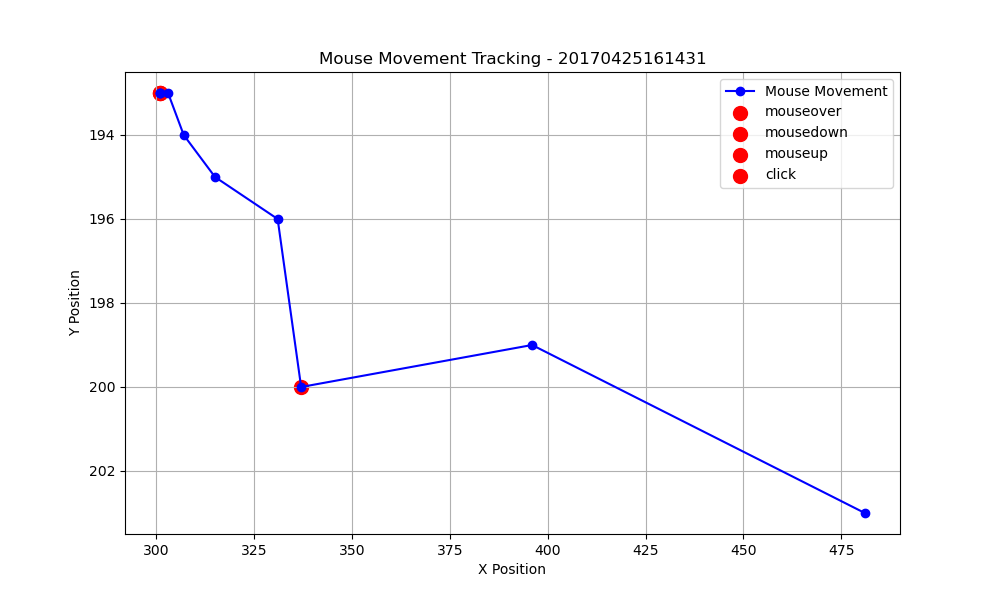 Mouse Movement Tracking - 20170425161431
Mouse Movement
mouseover
mousedown
mouseup
click
194
196
198
200
202
Y Position
300 325 350 375 400 425 450 475
X Position